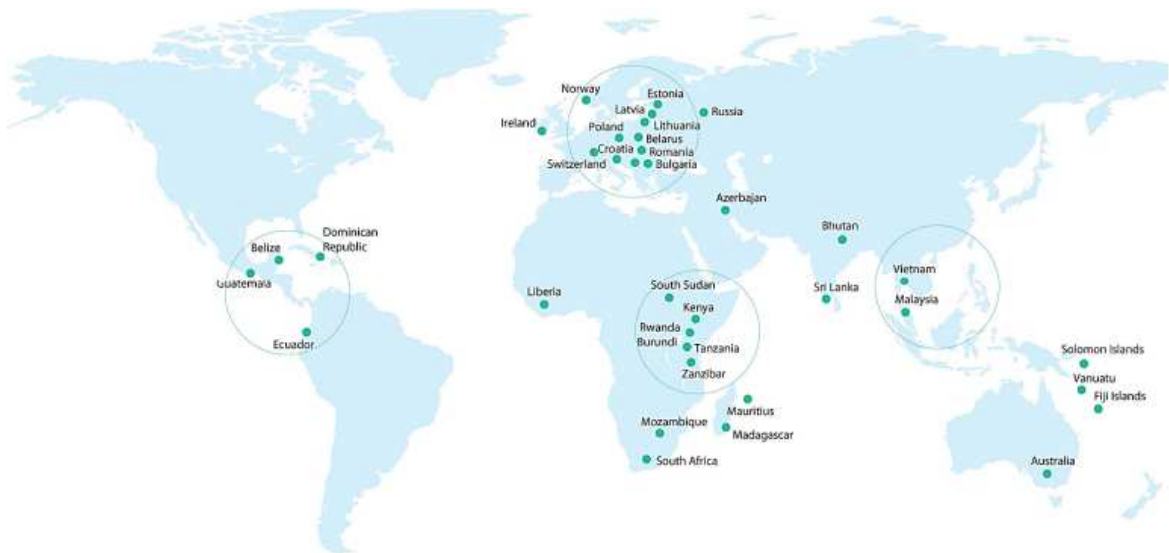 Norway
Estonia
Latvia
Russia
Ireland
Lithuania
Poland
Belarus
Croatia
Romania
Switzerland
Bulgaria
Azerbajan
Bhutan
Dominican
Republic
Belize
Vietnam
Guatemala
South Sudan
Sri Lanka
Liberia
Malaysia
Kenya
Rwanda
Burundi
Tanzania
Ecuador
Solomon Islands
Zanzibar
Vanuatu
Fiji Islands
Mauritius
Mozambique
Madagascar
South Africa
Australia